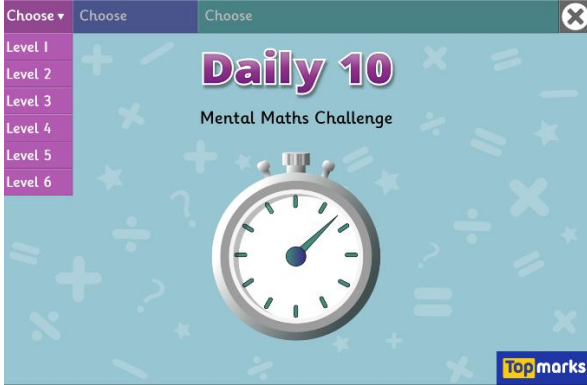 Choose ▾ Choose Choose
Level 1
Level 2
Level 3
Level 4
Level 5
Level 6
Daily 10
Mental Maths Challenge
Topmarks